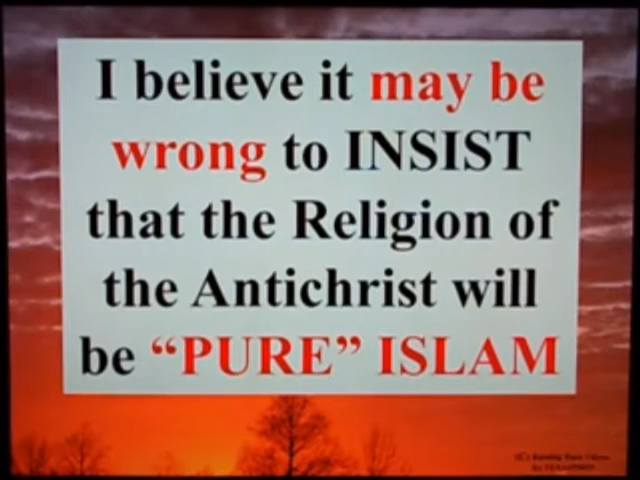 I believe it may be
wrong to INSIST
that the Religion of
the Antichrist will
be “PURE” ISLAM